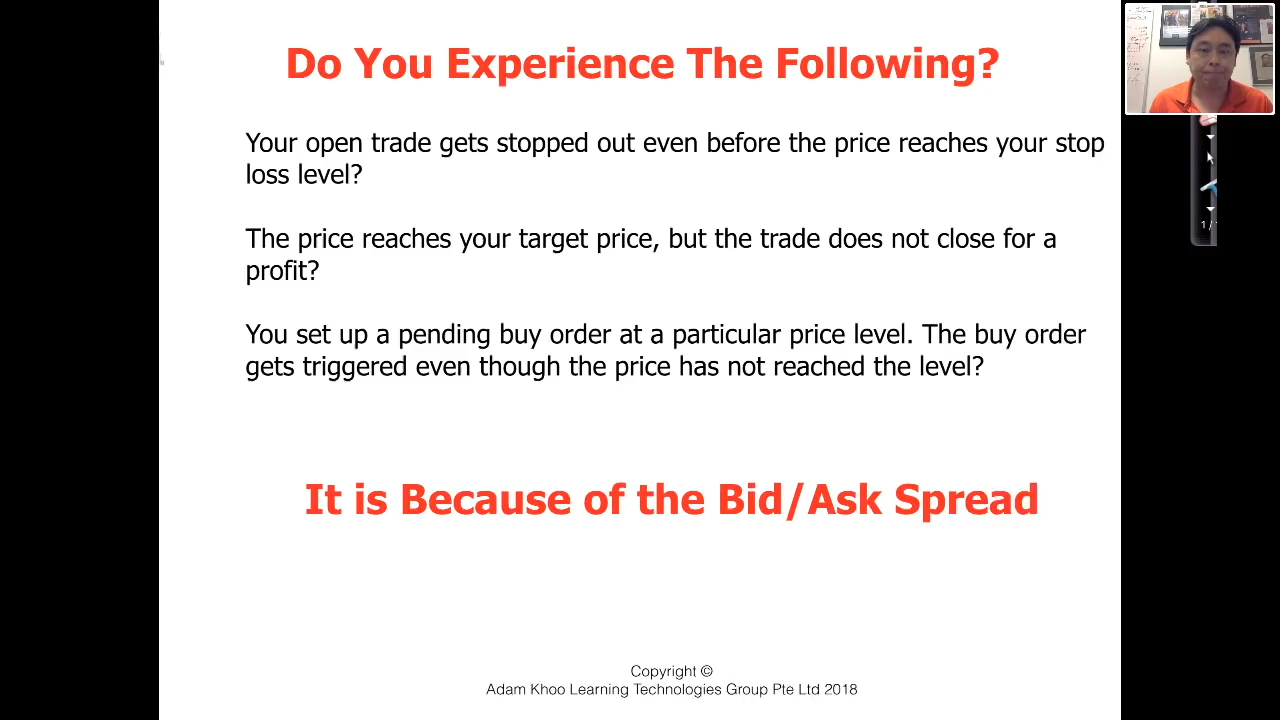 Do You Experience The Following?
Your open trade gets stopped out even before the price reaches your stop
loss level?
The price reaches your target price, but the trade does not close for a
profit?
You set up a pending buy order at a particular price level. The buy order
gets triggered even though the price has not reached the level?
It is Because of the Bid/Ask Spread
Copyright ©
Adam Khoo Learning Technologies Group Pte Ltd 2018
1 /